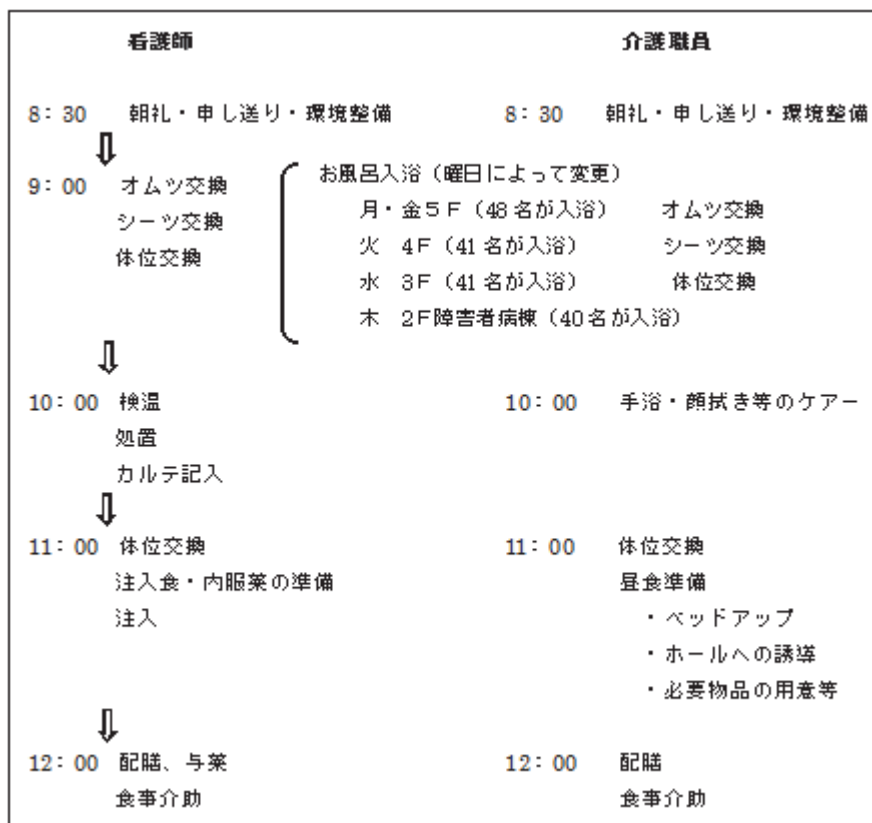 看護師 介護職員
8：30 朝礼・申し送り・環境整備 8：30 朝礼・申し送り・環境整備
⇩
9：00 オムツ交換 お風呂入浴（曜日によって変更）
シーツ交換 月・金５Ｆ（48名が入浴） オムツ交換
体位交換 火 4Ｆ（41名が入浴） シーツ交換
水 3Ｆ（41名が入浴） 体位交換
木 2Ｆ障害者病棟（40名が入浴）
⇩
10：00 検温 10：00 手浴・顔拭き等のケアー
処置
カルテ記入
⇩
11：00 体位交換 11：00 体位交換
注入食・内服薬の準備 昼食準備
注入 ・ベッドアップ
・ホールへの誘導
・必要物品の用意等
⇩
12：00 配膳、与薬 12：00 配膳
食事介助 食事介助